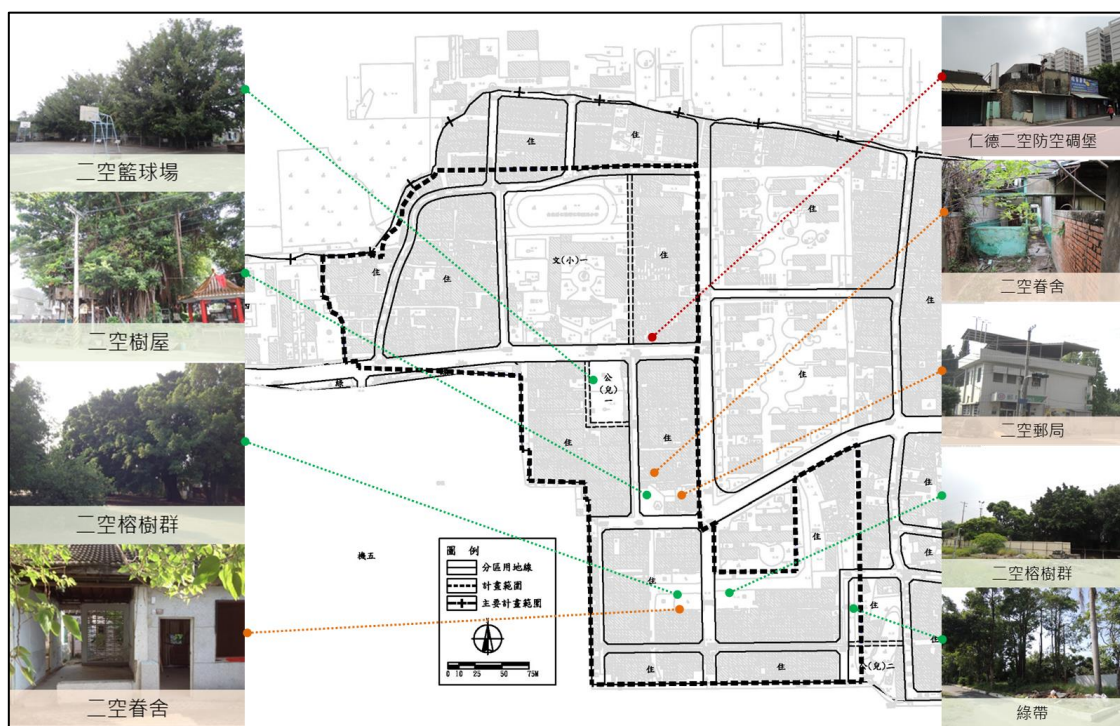 二空籃球場
二空樹屋
二空榕樹群
二空眷舍
仁德二空防空碉堡
二空眷舍
二空郵局
二空榕樹群
綠帶
住
住
住
住
文(小)一
住
住
住
住
綠
公
(兒)
一
住
住
住
住
機五
住
住
住
住
住
住
住
公(兒)二
圖 例
分區用地線
計畫範圍
主要計畫範圍
0 10 25 50 75M